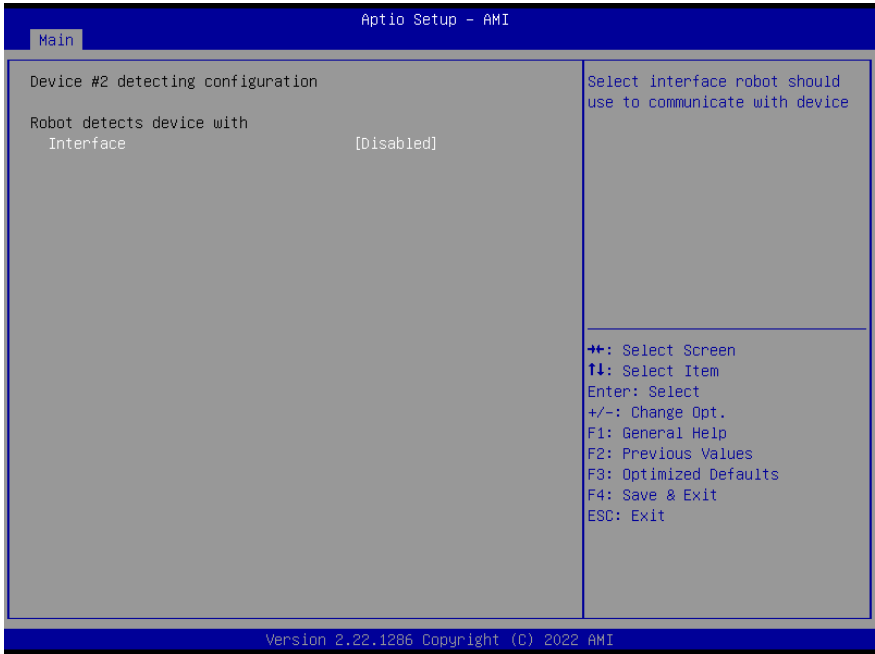 Aptio Setup – AMI
Main
Device #2 detecting configuration
Robot detects device with
Interface [Disabled]
Select interface robot should
use to communicate with device
→←: Select Screen
↑↓: Select Item
Enter: Select
+/-: Change Opt.
F1: General Help
F2: Previous Values
F3: Optimized Defaults
F4: Save & Exit
ESC: Exit
Version 2.22.1286 Copyright (C) 2022 AMI